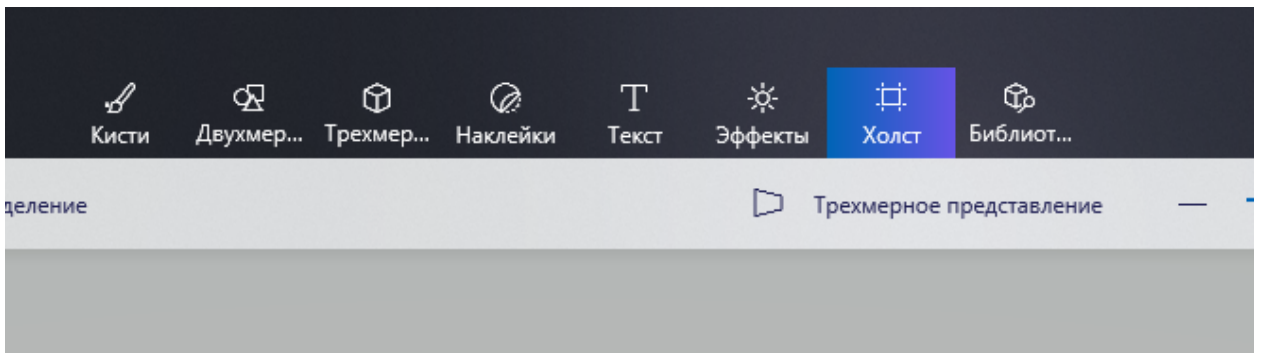 Кисти Двухмер... Трехмер... Наклейки Текст Эффекты Холст Библиот...
деление Трехмерное представление